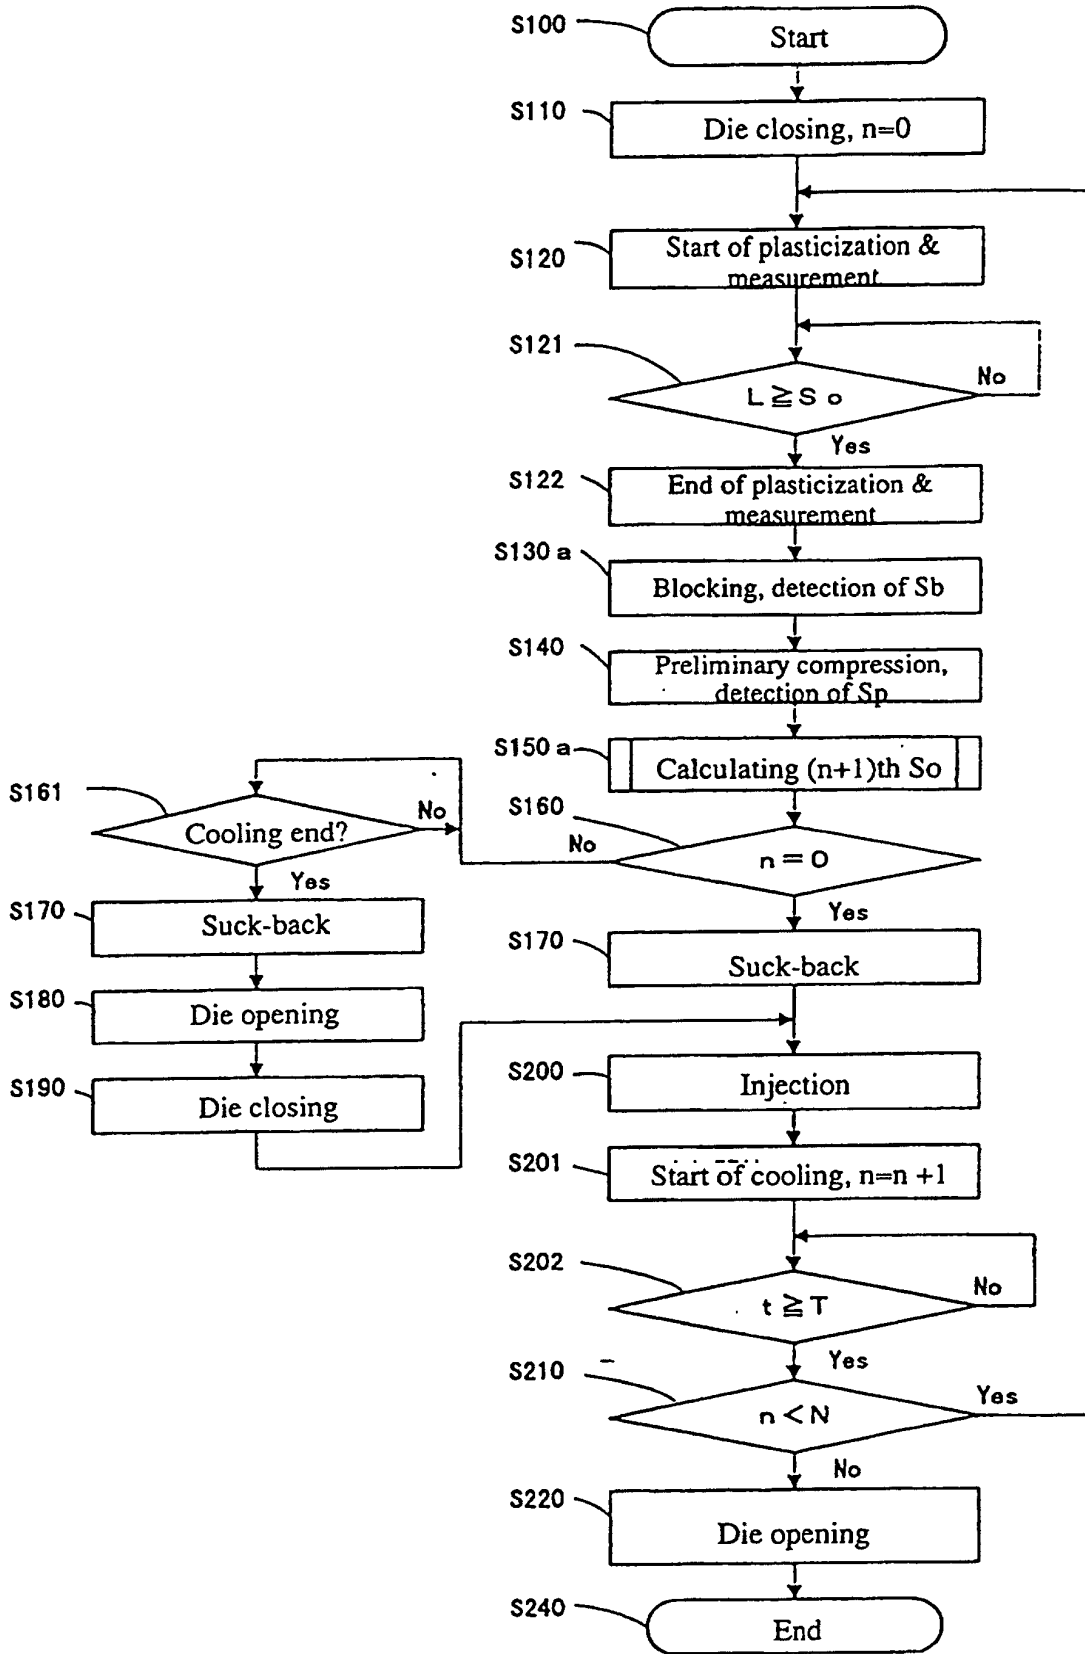 S100
Start
S110
Die closing, n=0
S120
Start of plasticization &
measurement
S121
L ≧ S o
No
Yes
S122
End of plasticization &
measurement
S130 a
Blocking, detection of Sb
S140
Preliminary compression,
detection of Sp
S150 a
Calculating (n+1)th So
S160
n = 0
No
Yes
S161
Cooling end?
No
Yes
S170
Suck-back
S180
Die opening
S190
Die closing
S170
Suck-back
S200
Injection
S201
Start of cooling, n=n +1
S202
t ≧ T
No
Yes
S210
n < N
Yes
No
S220
Die opening
S240
End